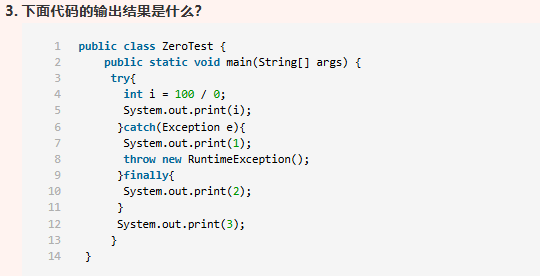 3. 下面代码的输出结果是什么?
1 public class ZeroTest {
2 public static void main(String[] args) {
3 try{
4 int i = 100 / 0;
5 System.out.print(i);
6 }catch(Exception e){
7 System.out.print(1);
8 throw new RuntimeException();
9 }finally{
10 System.out.print(2);
11 }
12 System.out.print(3);
13 }
14 }